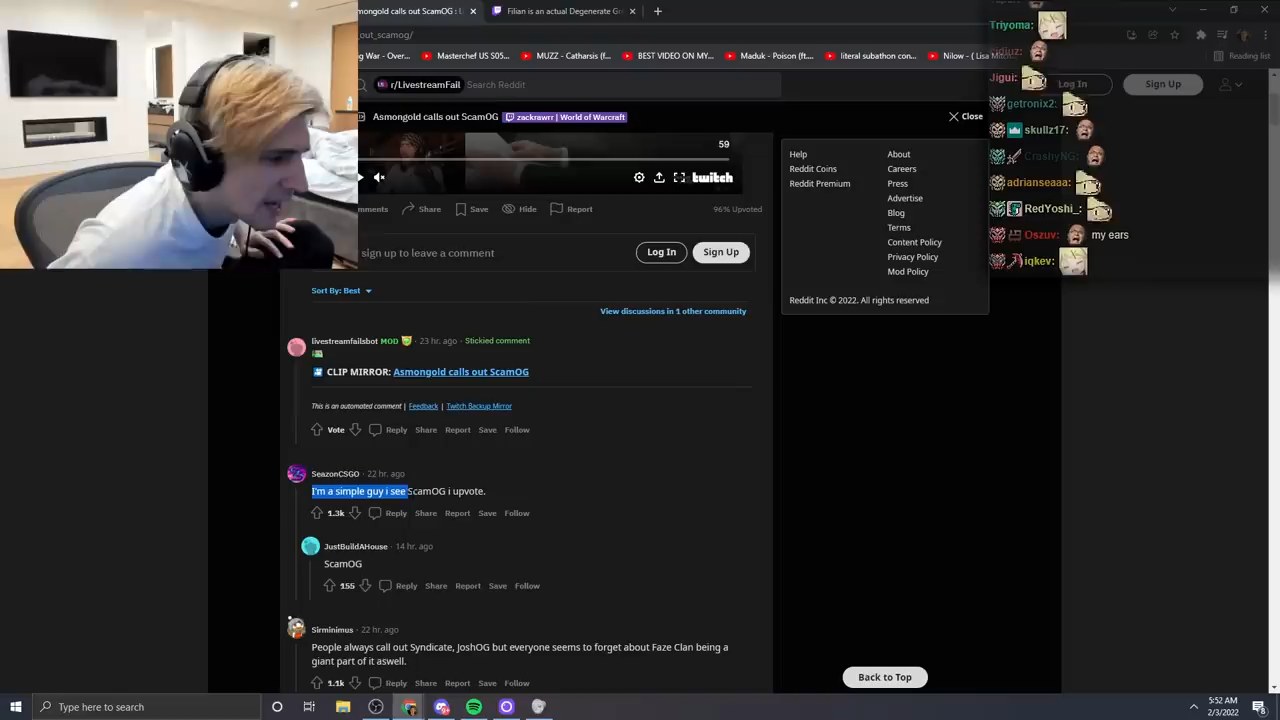 mongold calls out ScamOG - L
Filian is an actual Degenerate Gr
out_scamog/
g War - Over...
Masterchef US S05...
MUZZ - Catharsis (f...
BEST VIDEO ON MY...
Maduk - Poison (ft....
literal subathon con...
Nilow - ( Lisa
Reading list
r/LivestreamFail
Search Reddit
Log In
Sign Up
Asmongold calls out ScamOG
zackrawrr | World of Warcraft
Close
59
twitch
mments
Share
Save
Hide
Report
96% Upvoted
sign up to leave a comment
Log In
Sign Up
Sort By: Best
View discussions in 1 other community
livestreamfailsbot MOD
23 hr. ago · Stickied comment
CLIP MIRROR: Asmongold calls out ScamOG
This is an automated comment | Feedback | Twitch Backup Mirror
Vote
Reply
Share
Report
Save
Follow
SeazonCSGO · 22 hr. ago
I'm a simple guy i see ScamOG i upvote.
1.3k
Reply
Share
Report
Save
Follow
JustBuildAHouse · 14 hr. ago
ScamOG
155
Reply
Share
Report
Save
Follow
Sirminimus · 22 hr. ago
People always call out Syndicate, JoshOG but everyone seems to forget about Faze Clan being a
giant part of it aswell.
1.1k
Reply
Share
Report
Save
Follow
Help
Reddit Coins
Reddit Premium
About
Careers
Press
Advertise
Blog
Terms
Content Policy
Privacy Policy
Mod Policy
Reddit Inc © 2022. All rights reserved
Back to Top
Triyoma:
Jigui:
getronix2:
skullz17:
CrashyNG:
adrianseaaa:
RedYoshi_:
Oszuv: my ears
iqkev:
Type here to search
5:52 AM
2/3/2022